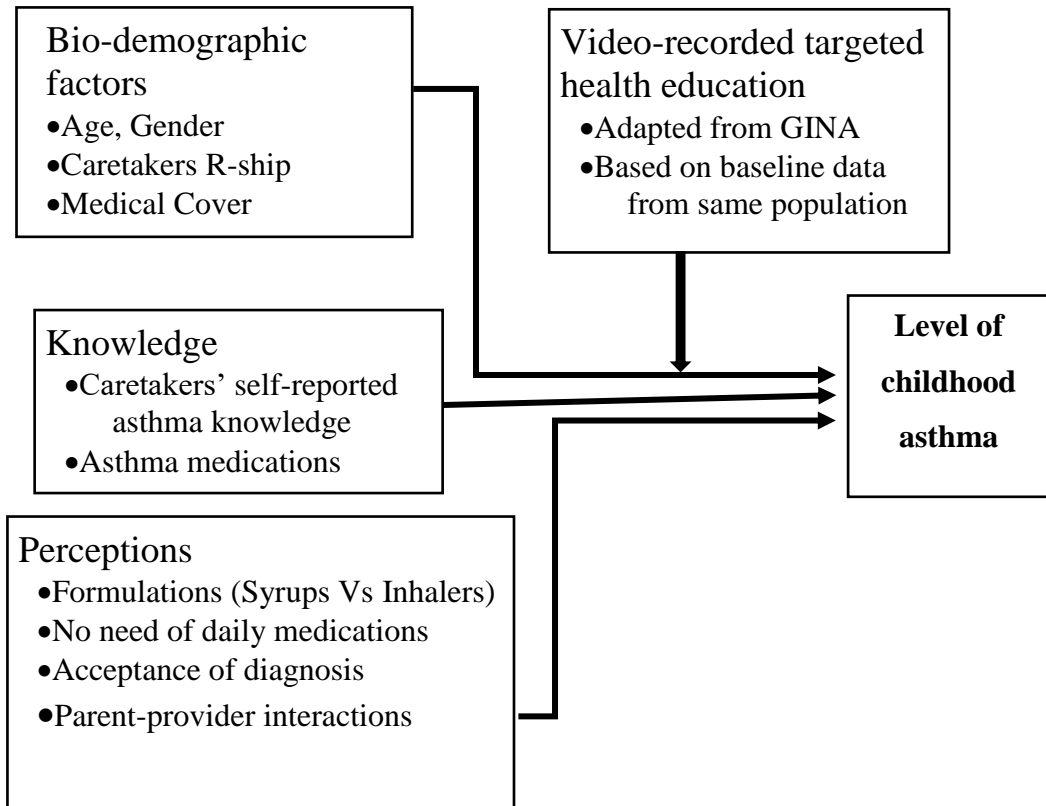 Bio-demographic
factors
•Age, Gender
•Caretakers R-ship
•Medical Cover
Video-recorded targeted
health education
•Adapted from GINA
•Based on baseline data
from same population
Knowledge
•Caretakers’ self-reported
asthma knowledge
•Asthma medications
Level of
childhood
asthma
Perceptions
•Formulations (Syrups Vs Inhalers)
•No need of daily medications
•Acceptance of diagnosis
•Parent-provider interactions